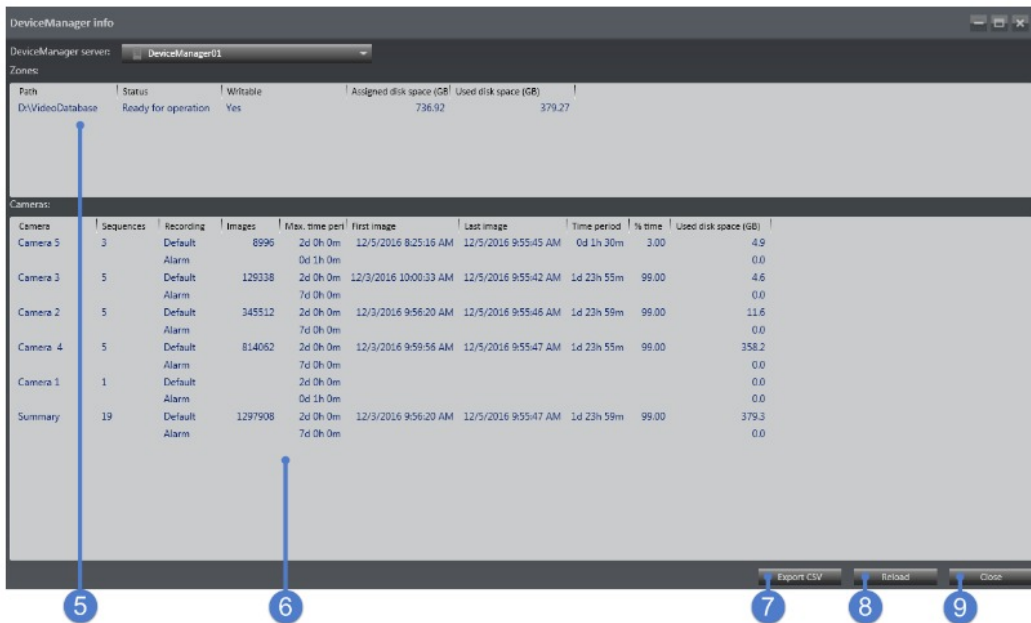 DeviceManager info
DeviceManager server: DeviceManager01
Zones:
Path Status Writable Assigned disk space (GB Used disk space (GB)
D:\VideoDatabase Ready for operation Yes 736.92 379.27
Cameras:
Camera Sequences Recording Images Max. time peri First image Last image Time period % time Used disk space (GB)
Camera 5 3 Default 8996 2d 0h 0m 12/5/2016 8:25:16 AM 12/5/2016 9:55:45 AM 0d 1h 30m 3.00 4.9
Alarm 0d 1h 0m 0.0
Camera 3 5 Default 129338 2d 0h 0m 12/3/2016 10:00:33 AM 12/5/2016 9:55:42 AM 1d 23h 55m 99.00 4.6
Alarm 7d 0h 0m 0.0
Camera 2 5 Default 345512 2d 0h 0m 12/3/2016 9:56:20 AM 12/5/2016 9:55:46 AM 1d 23h 59m 99.00 11.6
Alarm 7d 0h 0m 0.0
Camera 4 5 Default 814062 2d 0h 0m 12/3/2016 9:59:56 AM 12/5/2016 9:55:47 AM 1d 23h 55m 99.00 358.2
Alarm 7d 0h 0m 0.0
Camera 1 1 Default 2d 0h 0m 0.0
Alarm 0d 1h 0m 0.0
Summary 19 Default 1297908 2d 0h 0m 12/3/2016 9:56:20 AM 12/5/2016 9:55:47 AM 1d 23h 59m 99.00 379.3
Alarm 7d 0h 0m 0.0
Export CSV Reload Close
5 6 7 8 9